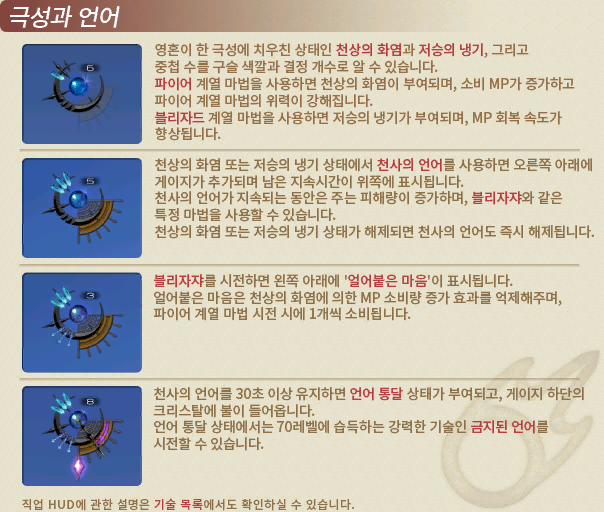 극성과 언어
영혼이 한 극성에 치우친 상태인 천상의 화염과 저승의 냉기, 그리고
중첩 수를 구슬 색깔과 결정 개수로 알 수 있습니다.
파이어 계열 마법을 사용하면 천상의 화염이 부여되며, 소비 MP가 증가하고
파이어 계열 마법의 위력이 강해집니다.
블리자드 계열 마법을 사용하면 저승의 냉기가 부여되며, MP 회복 속도가
향상됩니다.
6
천상의 화염 또는 저승의 냉기 상태에서 천사의 언어를 사용하면 오른쪽 아래에
게이지가 추가되며 남은 지속시간이 위쪽에 표시됩니다.
천사의 언어가 지속되는 동안은 주는 피해량이 증가하며, 블리자쟈와 같은
특정 마법을 사용할 수 있습니다.
천상의 화염 또는 저승의 냉기 상태가 해제되면 천사의 언어도 즉시 해제됩니다.
5
블리자쟈를 시전하면 왼쪽 아래에 '얼어붙은 마음'이 표시됩니다.
얼어붙은 마음은 천상의 화염에 의한 MP 소비량 증가 효과를 억제해주며,
파이어 계열 마법 시전 시에 1개씩 소비됩니다.
3
천사의 언어를 30초 이상 유지하면 언어 통달 상태가 부여되고, 게이지 하단의
크리스탈에 불이 들어옵니다.
언어 통달 상태에서는 70레벨에 습득하는 강력한 기술인 금지된 언어를
시전할 수 있습니다.
8
직업 HUD에 관한 설명은 기술 목록에서도 확인하실 수 있습니다.